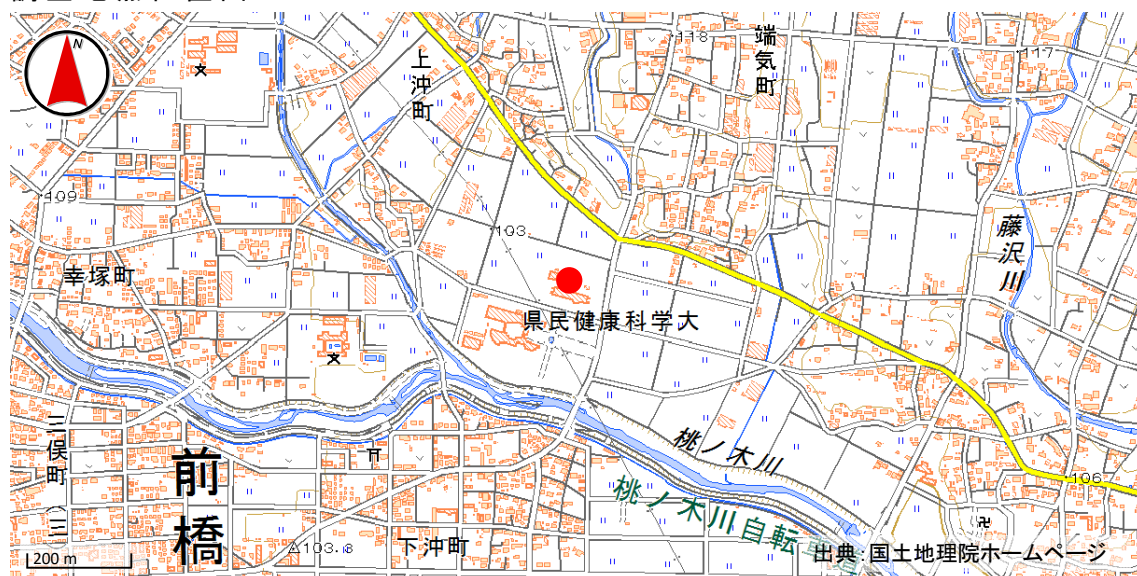 N
上沖町
端気町
118
117
109
103
幸塚町
藤沢川
県民健康科学大
三俣町(三)
前橋
桃ノ木川
桃ノ木川自転
106
103.8
下沖町
200 m
出典:国土地理院ホームページ